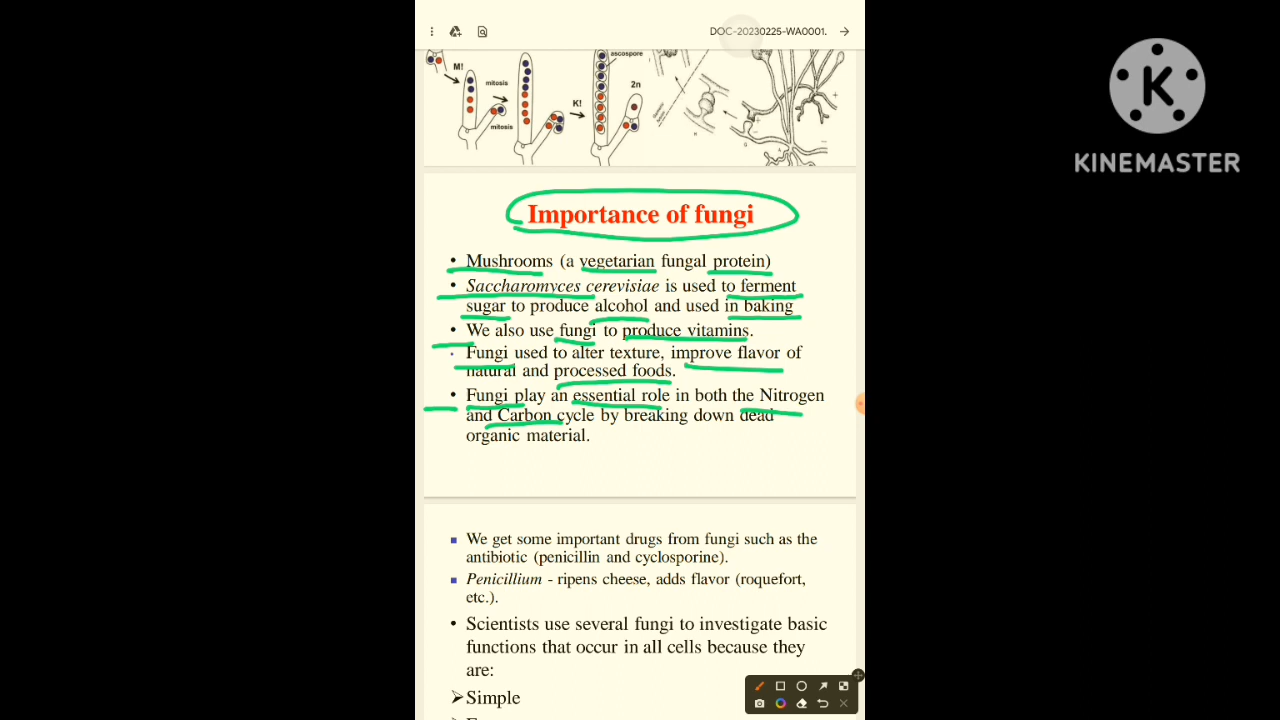 DOC-20230225-WA0001.
ascospore
M!
mitosis
2n
K!
mitosis
K
KINEMASTER
Importance of fungi
• Mushrooms (a vegetarian fungal protein)
• Saccharomyces cerevisiae is used to ferment
sugar to produce alcohol and used in baking
• We also use fungi to produce vitamins.
• Fungi used to alter texture, improve flavor of
natural and processed foods.
• Fungi play an essential role in both the Nitrogen
and Carbon cycle by breaking down dead
organic material.
▪ We get some important drugs from fungi such as the
antibiotic (penicillin and cyclosporine).
▪ Penicillium - ripens cheese, adds flavor (roquefort,
etc.).
• Scientists use several fungi to investigate basic
functions that occur in all cells because they
are:
➢Simple